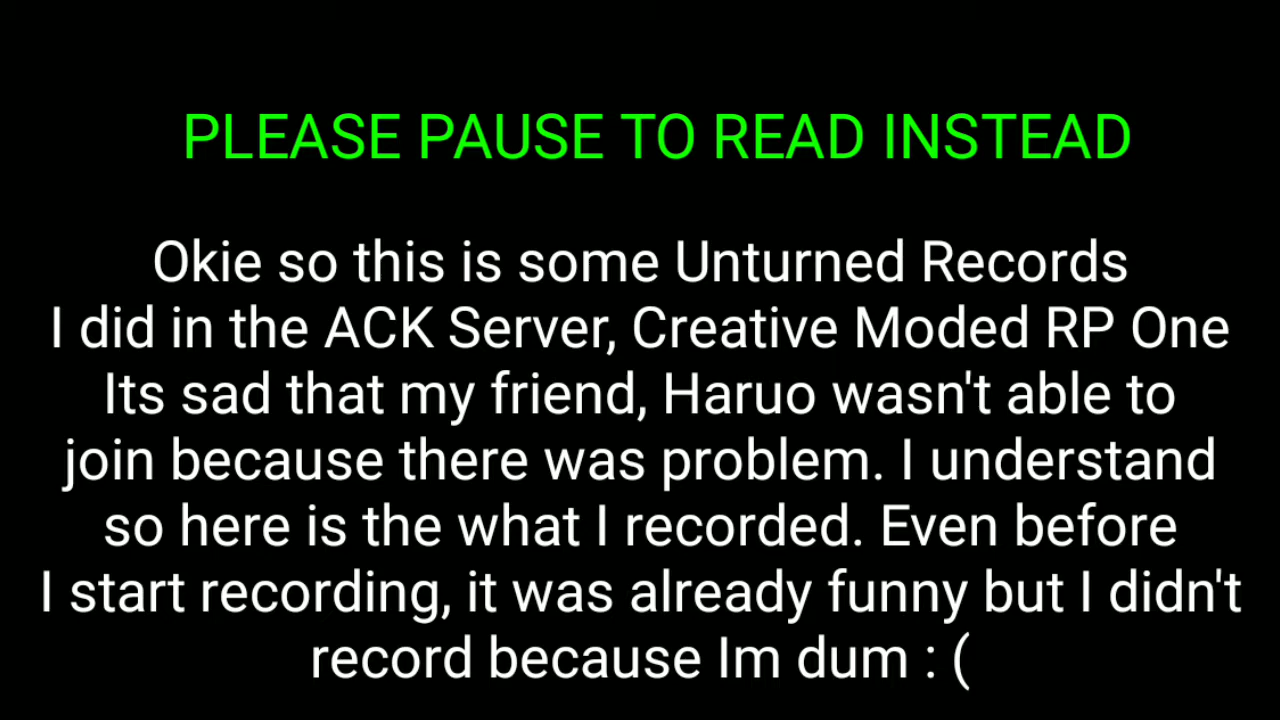 PLEASE PAUSE TO READ INSTEAD
Okie so this is some Unturned Records
I did in the ACK Server, Creative Moded RP One
Its sad that my friend, Haruo wasn't able to
join because there was problem. I understand
so here is the what I recorded. Even before
I start recording, it was already funny but I didn't
record because Im dum : (